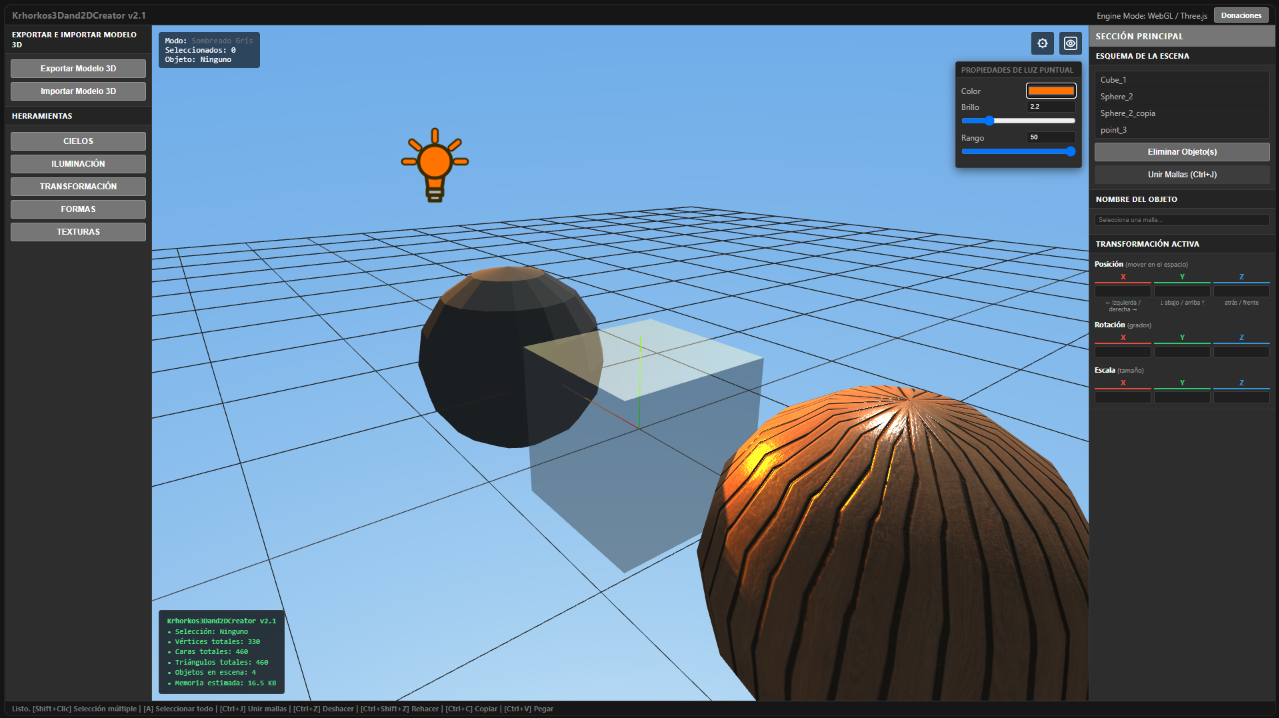 Krhorkos3Dand2DCreator v2.1
Engine Mode: WebGL / Three.js
Donaciones
EXPORTAR E IMPORTAR MODELO
3D
Exportar Modelo 3D
Importar Modelo 3D
HERRAMIENTAS
CIELOS
ILUMINACIÓN
TRANSFORMACIÓN
FORMAS
TEXTURAS
Modo: Sombreado Gris
Seleccionados: 0
Objeto: Ninguno
PROPIEDADES DE LUZ PUNTUAL
Color
Brillo 2.2
Rango 50
SECCIÓN PRINCIPAL
ESQUEMA DE LA ESCENA
Cube_1
Sphere_2
Sphere_2_copia
point_3
Eliminar Objeto(s)
Unir Mallas (Ctrl+J)
NOMBRE DEL OBJETO
Selecciona una malla...
TRANSFORMACIÓN ACTIVA
Posición (mover en el espacio)
X Y Z
← izquierda / derecha → ↓ abajo / arriba ↑ atrás / frente
Rotación (grados)
X Y Z
Escala (tamaño)
X Y Z
Krhorkos3Dand2DCreator v2.1
• Selección: Ninguno
• Vértices totales: 330
• Caras totales: 460
• Triángulos totales: 460
• Objetos en escena: 4
• Memoria estimada: 16.5 KB
Listo. [Shift+Clic] Selección múltiple | [A] Seleccionar todo | [Ctrl+J] Unir mallas | [Ctrl+Z] Deshacer | [Ctrl+Shift+Z] Rehacer | [Ctrl+C] Copiar | [Ctrl+V] Pegar